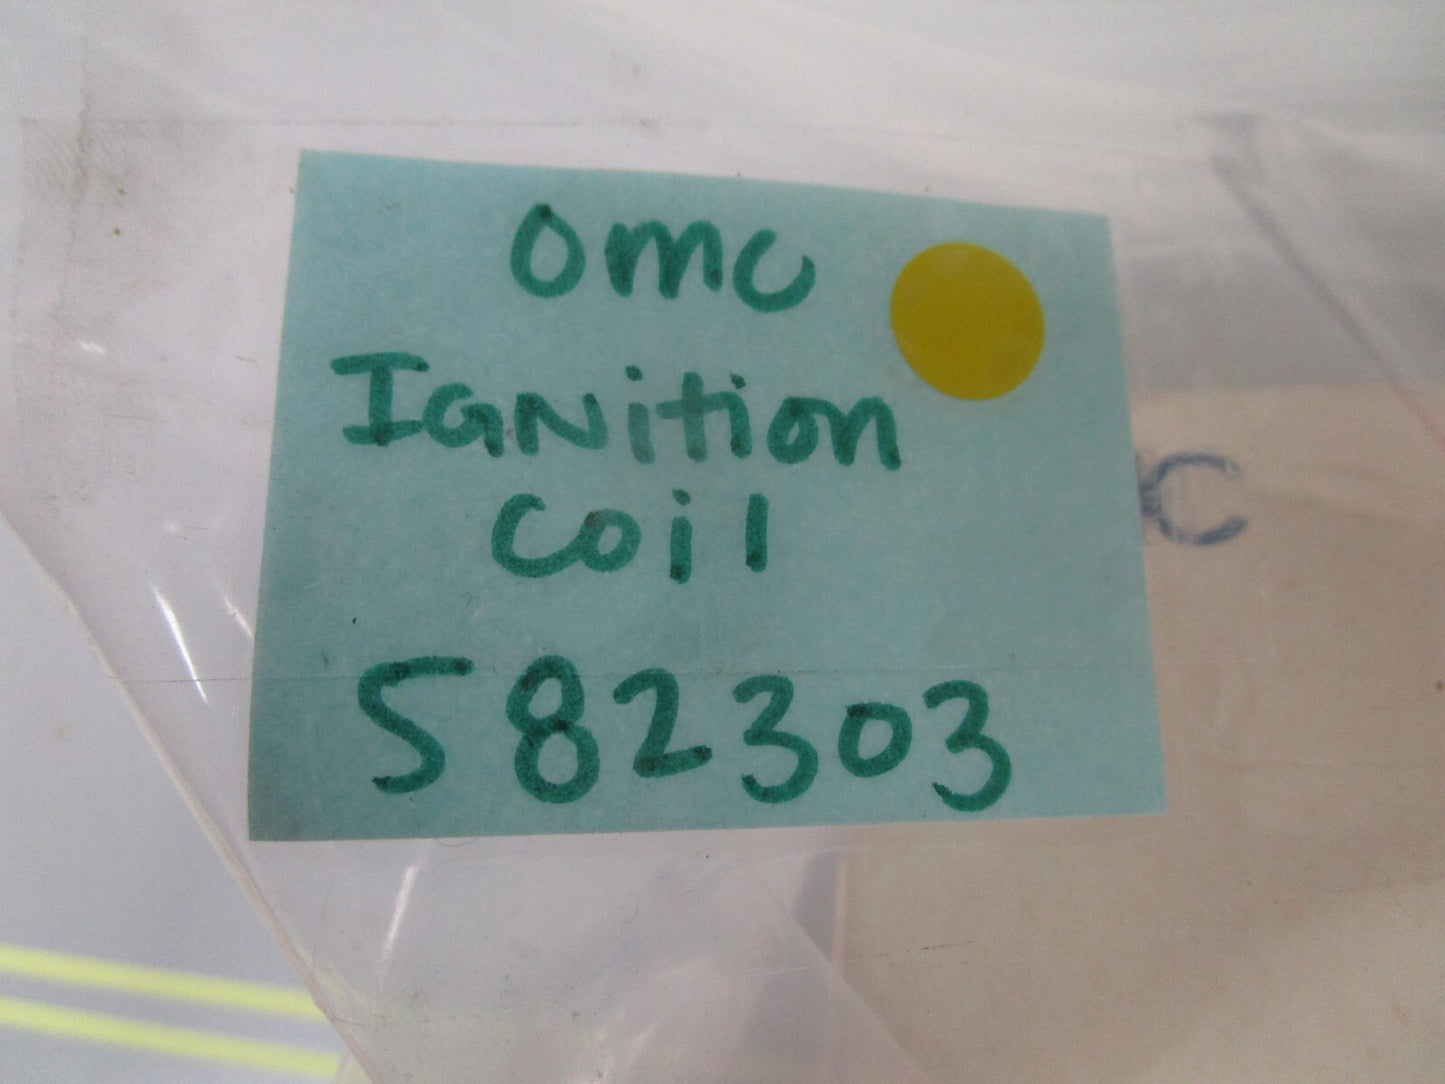 OMC
IGNition
coil
582303
C